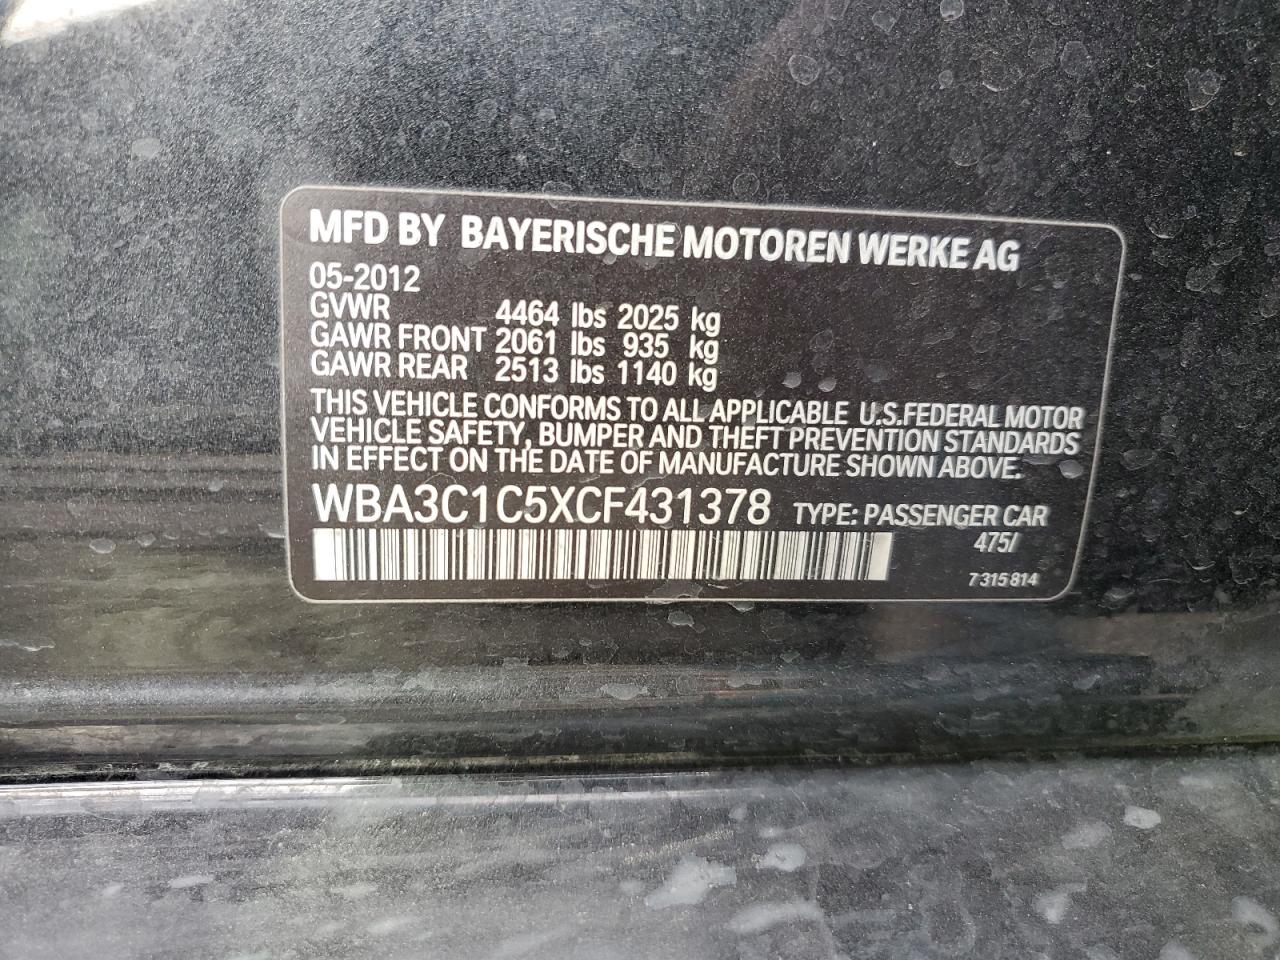 MFD BY BAYERISCHE MOTOREN WERKE AG
05-2012
GVWR 4464 lbs 2025 kg
GAWR FRONT 2061 lbs 935 kg
GAWR REAR 2513 lbs 1140 kg
THIS VEHICLE CONFORMS TO ALL APPLICABLE U.S.FEDERAL MOTOR
VEHICLE SAFETY, BUMPER AND THEFT PREVENTION STANDARDS
IN EFFECT ON THE DATE OF MANUFACTURE SHOWN ABOVE.
WBA3C1C5XCF431378 TYPE: PASSENGER CAR
475/
7 315 814